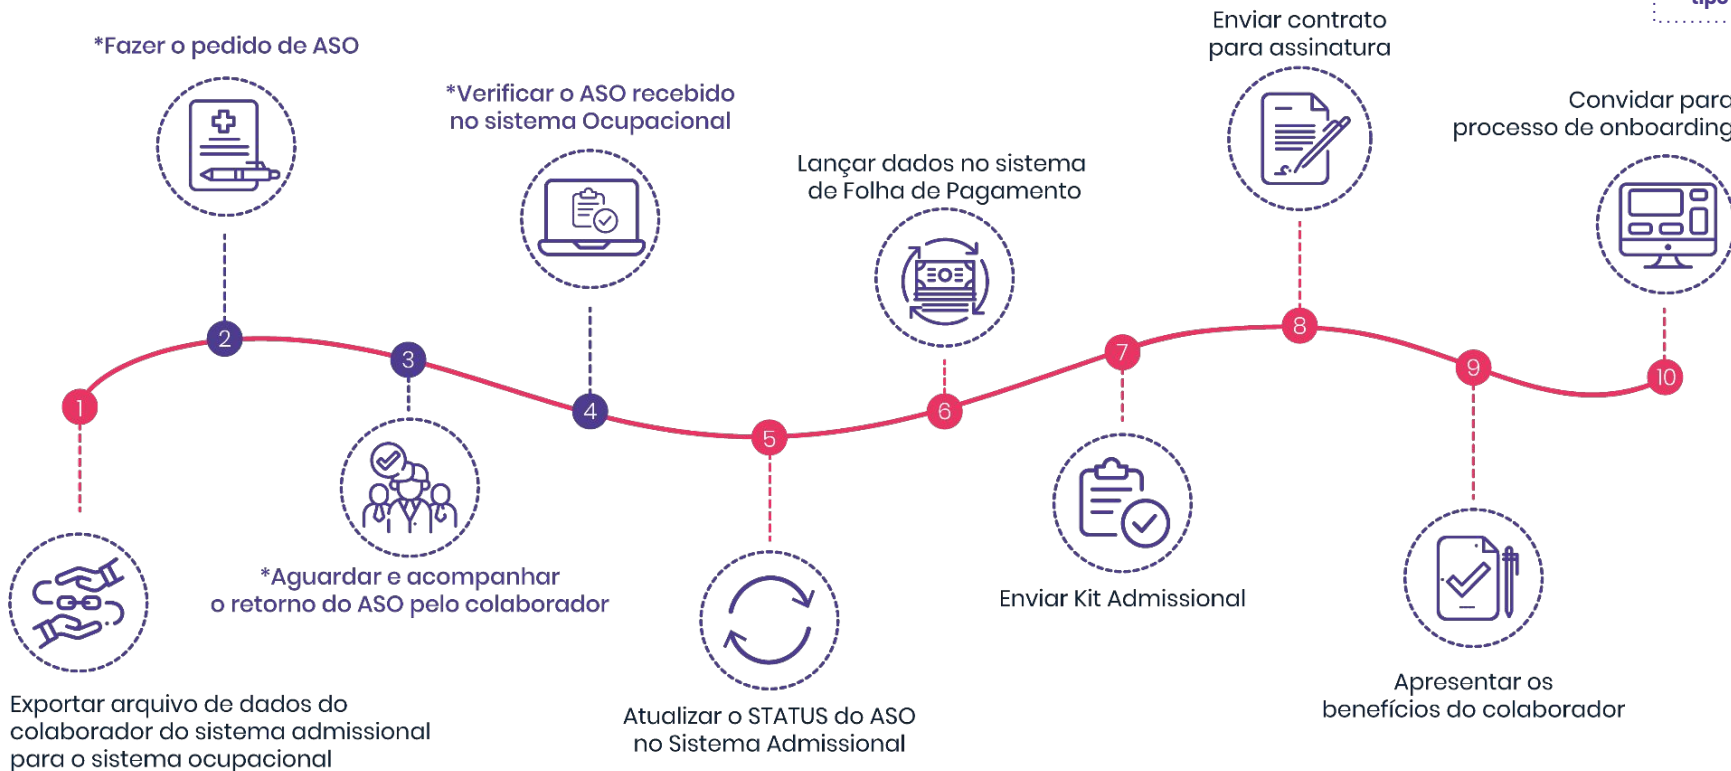 tipo
*Fazer o pedido de ASO
*Verificar o ASO recebido
no sistema Ocupacional
Lançar dados no sistema
de Folha de Pagamento
Enviar contrato
para assinatura
Convidar para
processo de onboarding
1
2
3
4
5
6
7
8
9
10
Exportar arquivo de dados do
colaborador do sistema admissional
para o sistema ocupacional
*Aguardar e acompanhar
o retorno do ASO pelo colaborador
Atualizar o STATUS do ASO
no Sistema Admissional
Enviar Kit Admissional
Apresentar os
benefícios do colaborador